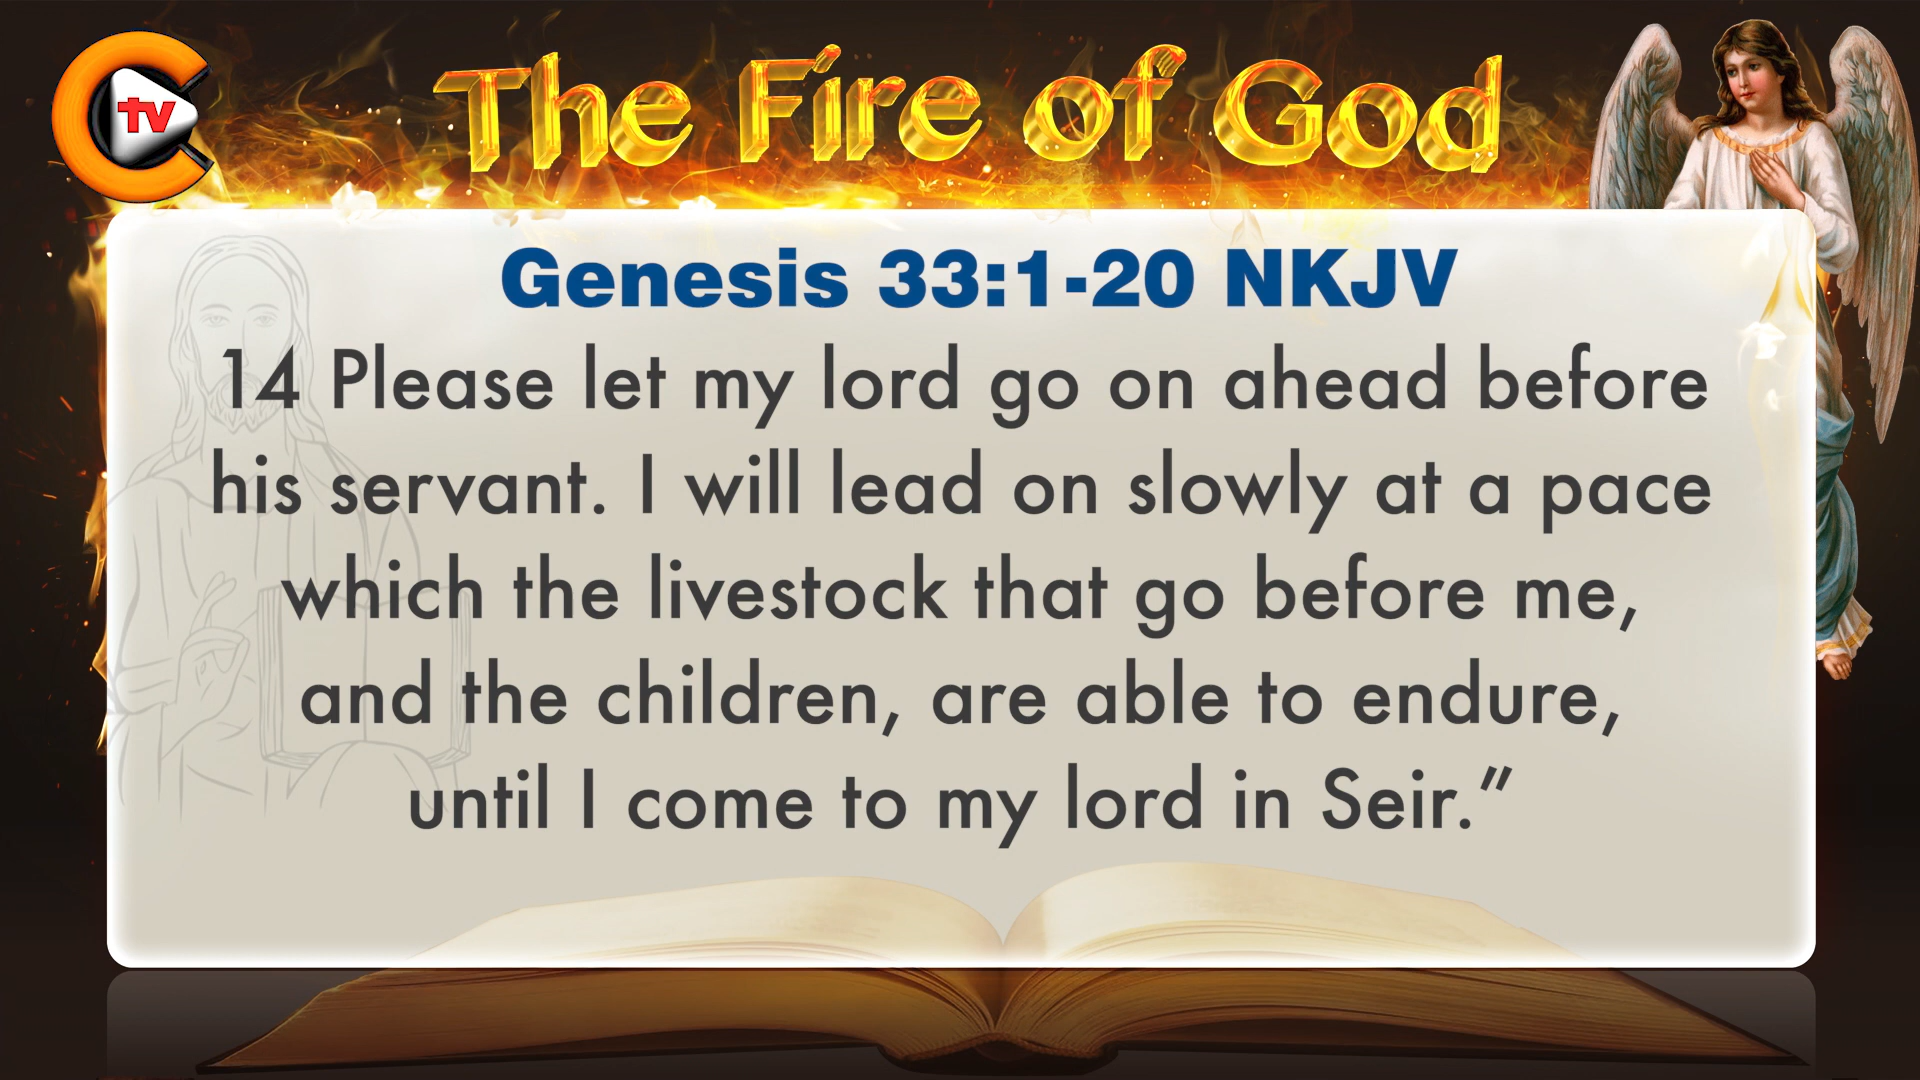 tv
The Fire of God
Genesis 33:1-20 NKJV
14 Please let my lord go on ahead before
his servant. I will lead on slowly at a pace
which the livestock that go before me,
and the children, are able to endure,
until I come to my lord in Seir.”